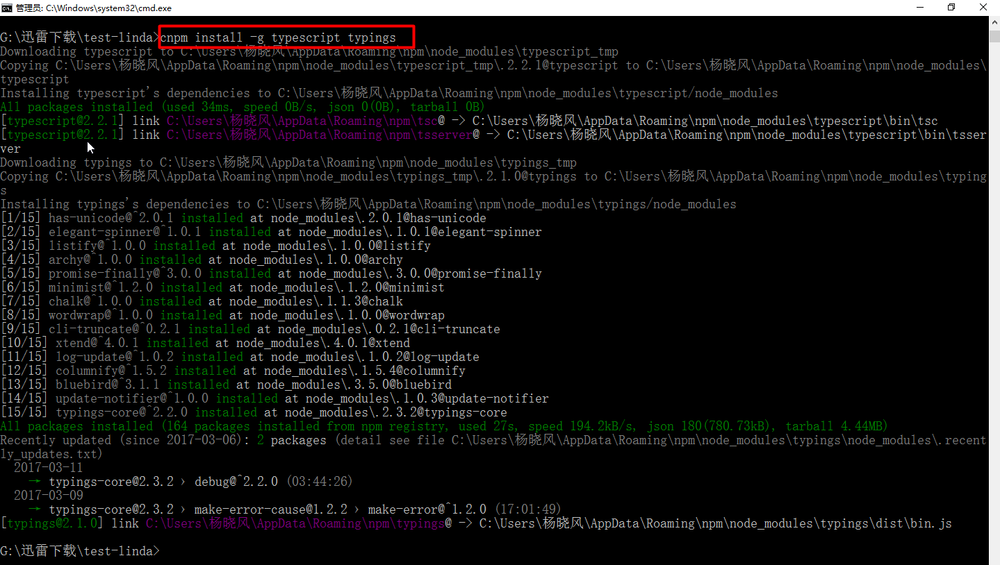 管理员: C:\Windows\system32\cmd.exe
G:\迅雷下载\test-linda>cnpm install -g typescript typings
Downloading typescript to C:\Users\杨晓风\AppData\Roaming\npm\node_modules\typescript_tmp
Copying C:\Users\杨晓风\AppData\Roaming\npm\node_modules\typescript_tmp\.2.2.1@typescript to C:\Users\杨晓风\AppData\Roaming\npm\node_modules\
typescript
Installing typescript's dependencies to C:\Users\杨晓风\AppData\Roaming\npm\node_modules\typescript/node_modules
All packages installed (used 34ms, speed 0B/s, json 0(0B), tarball 0B)
[typescript@2.2.1] link C:\Users\杨晓风\AppData\Roaming\npm\tsc@ -> C:\Users\杨晓风\AppData\Roaming\npm\node_modules\typescript\bin\tsc
[typescript@2.2.1] link C:\Users\杨晓风\AppData\Roaming\npm\tsserver@ -> C:\Users\杨晓风\AppData\Roaming\npm\node_modules\typescript\bin\tsser
ver
Downloading typings to C:\Users\杨晓风\AppData\Roaming\npm\node_modules\typings_tmp
Copying C:\Users\杨晓风\AppData\Roaming\npm\node_modules\typings_tmp\.2.1.0@typings to C:\Users\杨晓风\AppData\Roaming\npm\node_modules\typing
s
Installing typings's dependencies to C:\Users\杨晓风\AppData\Roaming\npm\node_modules\typings/node_modules
[1/15] has-unicode@^2.0.1 installed at node_modules\.2.0.1@has-unicode
[2/15] elegant-spinner@^1.0.1 installed at node_modules\.1.0.1@elegant-spinner
[3/15] listify@^1.0.0 installed at node_modules\.1.0.0@listify
[4/15] archy@^1.0.0 installed at node_modules\.1.0.0@archy
[5/15] promise-finally@^3.0.0 installed at node_modules\.3.0.0@promise-finally
[6/15] minimist@^1.2.0 installed at node_modules\.1.2.0@minimist
[7/15] chalk@^1.0.0 installed at node_modules\.1.1.3@chalk
[8/15] wordwrap@^1.0.0 installed at node_modules\.1.0.0@wordwrap
[9/15] cli-truncate@^0.2.1 installed at node_modules\.0.2.1@cli-truncate
[10/15] xtend@^4.0.1 installed at node_modules\.4.0.1@xtend
[11/15] log-update@^1.0.2 installed at node_modules\.1.0.2@log-update
[12/15] columnify@^1.5.2 installed at node_modules\.1.5.4@columnify
[13/15] bluebird@^3.1.1 installed at node_modules\.3.5.0@bluebird
[14/15] update-notifier@^1.0.0 installed at node_modules\.1.0.3@update-notifier
[15/15] typings-core@^2.2.0 installed at node_modules\.2.3.2@typings-core
All packages installed (164 packages installed from npm registry, used 27s, speed 194.2kB/s, json 180(780.73kB), tarball 4.44MB)
Recently updated (since 2017-03-06): 2 packages (detail see file C:\Users\杨晓风\AppData\Roaming\npm\node_modules\typings\node_modules\.recent
ly_updates.txt)
2017-03-11
→ typings-core@2.3.2 › debug@^2.2.0 (03:44:26)
2017-03-09
→ typings-core@2.3.2 › make-error-cause@1.2.2 › make-error@^1.2.0 (17:01:49)
[typings@2.1.0] link C:\Users\杨晓风\AppData\Roaming\npm\typings@ -> C:\Users\杨晓风\AppData\Roaming\npm\node_modules\typings\dist\bin.js
G:\迅雷下载\test-linda>